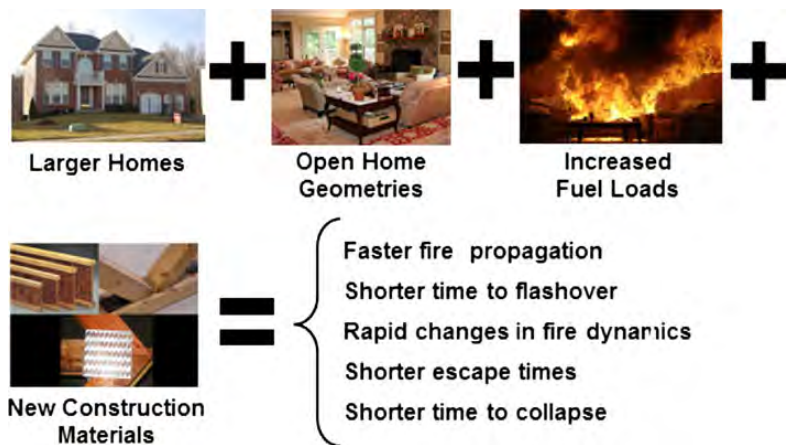 Larger Homes
Open Home
Geometries
Increased
Fuel Loads
New Construction
Materials
Faster fire propagation
Shorter time to flashover
Rapid changes in fire dynamics
Shorter escape times
Shorter time to collapse